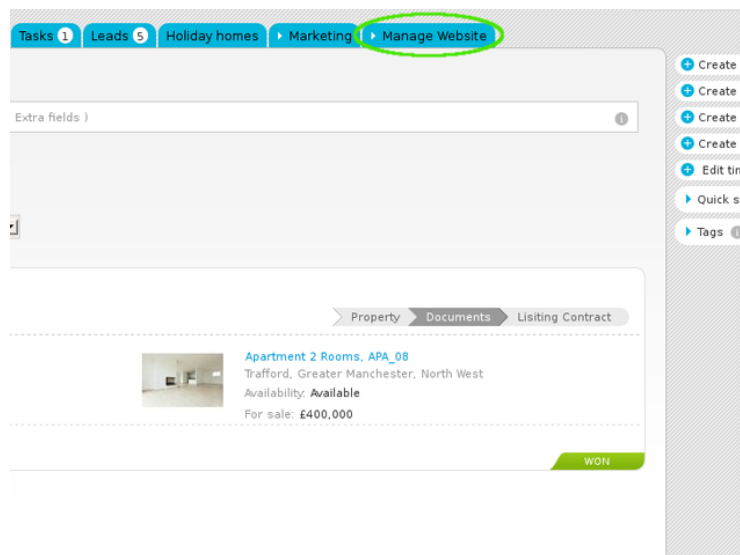 Tasks 1 Leads 5 Holiday homes Marketing Manage Website
Create
Extra fields )
Create
Create
Create
Edit
Quick
Tags
Property Documents Lisiting Contract
Apartment 2 Rooms, APA_08
Trafford, Greater Manchester, North West
Availability: Available
For sale: £400,000
WON